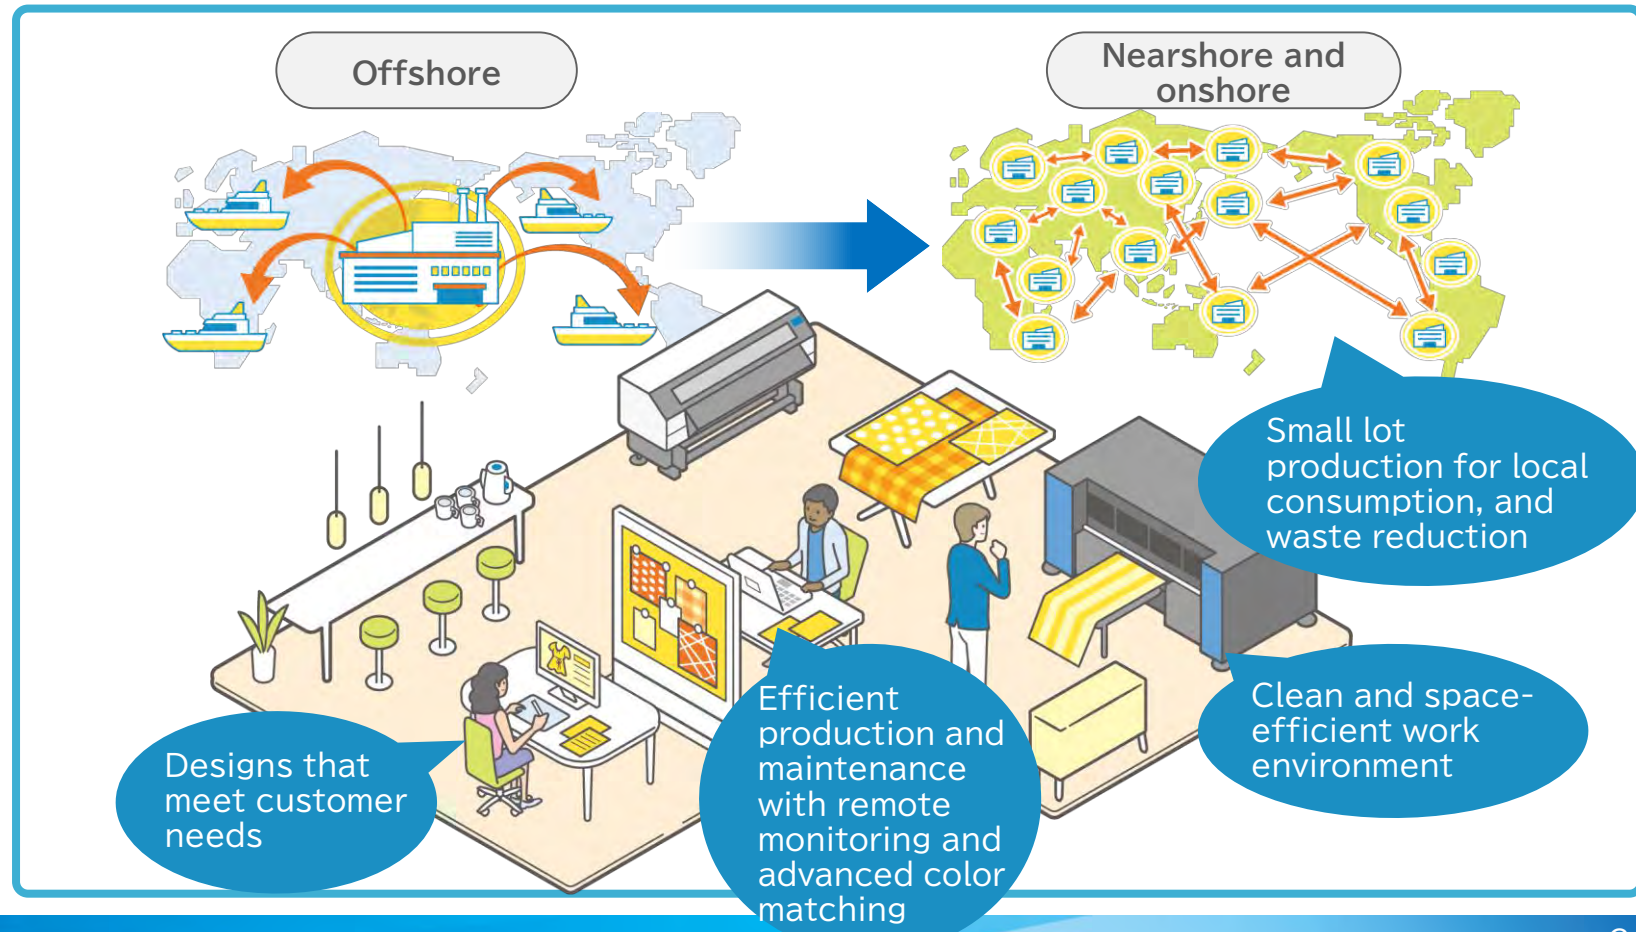 Offshore
Nearshore and
onshore
Small lot
production for local
consumption, and
waste reduction
Efficient
production and
maintenance
with remote
monitoring and
advanced color
matching
Clean and space-
efficient work
environment
Designs that
meet customer
needs